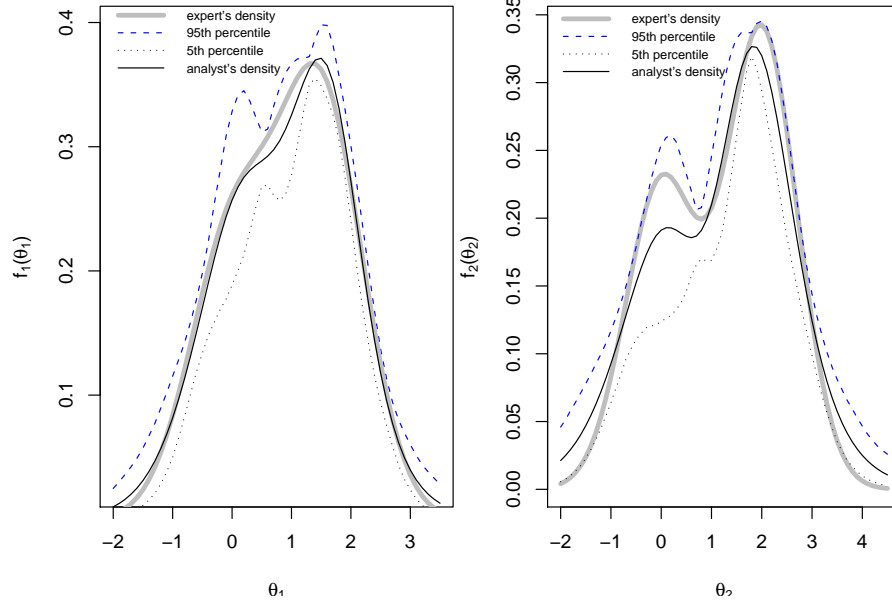 expert's density
95th percentile
5th percentile
analyst's density
0.4
0.3
0.2
0.1
f₁(θ₁)
−2 −1 0 1 2 3
θ₁
expert's density
95th percentile
5th percentile
analyst's density
0.35
0.30
0.25
0.20
0.15
0.10
0.05
0.00
f₂(θ₂)
−2 −1 0 1 2 3 4
θ₂